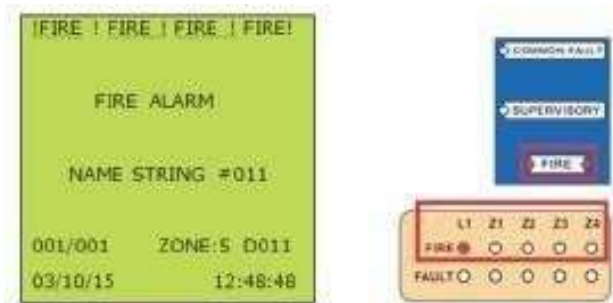 !FIRE ! FIRE ! FIRE ! FIRE!
FIRE ALARM
NAME STRING #011
001/001 ZONE:S D011
03/10/15 12:48:48
COMMON FAULT
SUPERVISORY
FIRE
L1 Z1 Z2 Z3 Z4
FIRE
FAULT